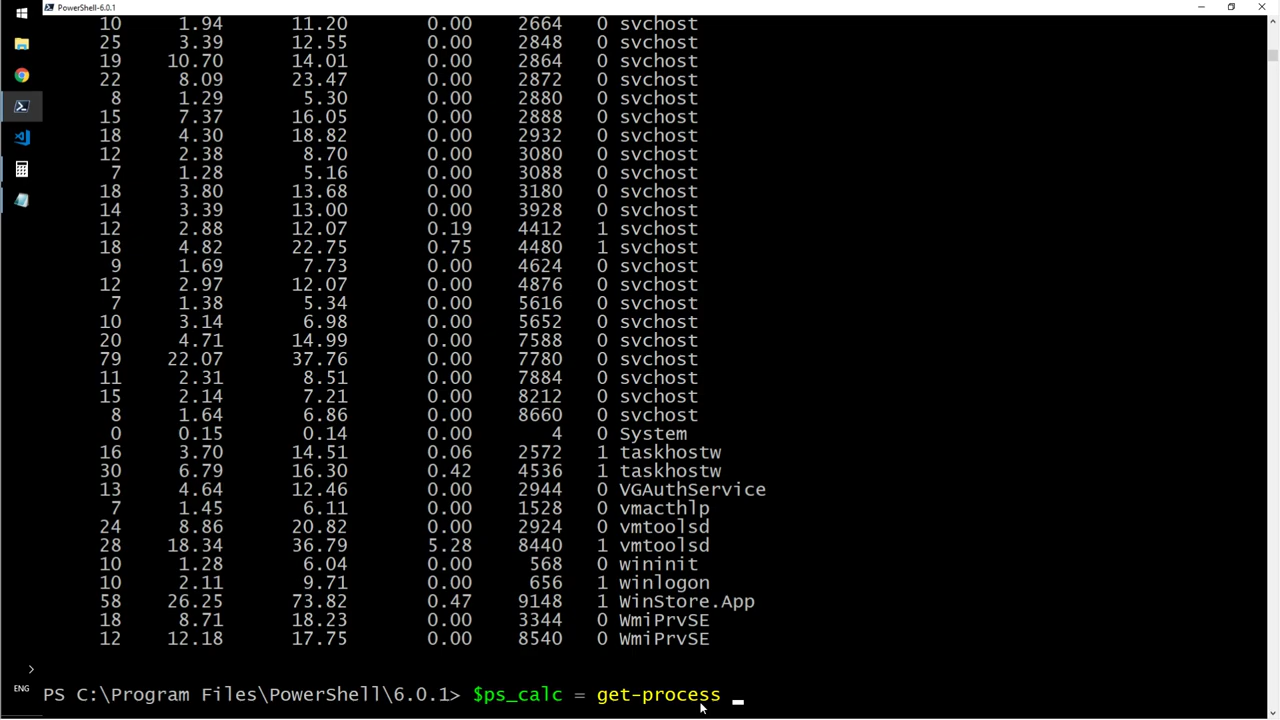 PowerShell-6.0.1
10 1.94 11.20 0.00 2664 0 svchost
25 3.39 12.55 0.00 2848 0 svchost
19 10.70 14.01 0.00 2864 0 svchost
22 8.09 23.47 0.00 2872 0 svchost
8 1.29 5.30 0.00 2880 0 svchost
15 7.37 16.05 0.00 2888 0 svchost
18 4.30 18.82 0.00 2932 0 svchost
12 2.38 8.70 0.00 3080 0 svchost
7 1.28 5.16 0.00 3088 0 svchost
18 3.80 13.68 0.00 3180 0 svchost
14 3.39 13.00 0.00 3928 0 svchost
12 2.88 12.07 0.19 4412 1 svchost
18 4.82 22.75 0.75 4480 1 svchost
9 1.69 7.73 0.00 4624 0 svchost
12 2.97 12.07 0.00 4876 0 svchost
7 1.38 5.34 0.00 5616 0 svchost
10 3.14 6.98 0.00 5652 0 svchost
20 4.71 14.99 0.00 7588 0 svchost
79 22.07 37.76 0.00 7780 0 svchost
11 2.31 8.51 0.00 7884 0 svchost
15 2.14 7.21 0.00 8212 0 svchost
8 1.64 6.86 0.00 8660 0 svchost
0 0.15 0.14 0.00 4 0 System
16 3.70 14.51 0.06 2572 1 taskhostw
30 6.79 16.30 0.42 4536 1 taskhostw
13 4.64 12.46 0.00 2944 0 VGAuthService
7 1.45 6.11 0.00 1528 0 vmacthlp
24 8.86 20.82 0.00 2924 0 vmtoolsd
28 18.34 36.79 5.28 8440 1 vmtoolsd
10 1.28 6.04 0.00 568 0 wininit
10 2.11 9.71 0.00 656 1 winlogon
58 26.25 73.82 0.47 9148 1 WinStore.App
18 8.71 18.23 0.00 3344 0 WmiPrvSE
12 12.18 17.75 0.00 8540 0 WmiPrvSE
ENG
PS C:\Program Files\PowerShell\6.0.1> $ps_calc = get-process _